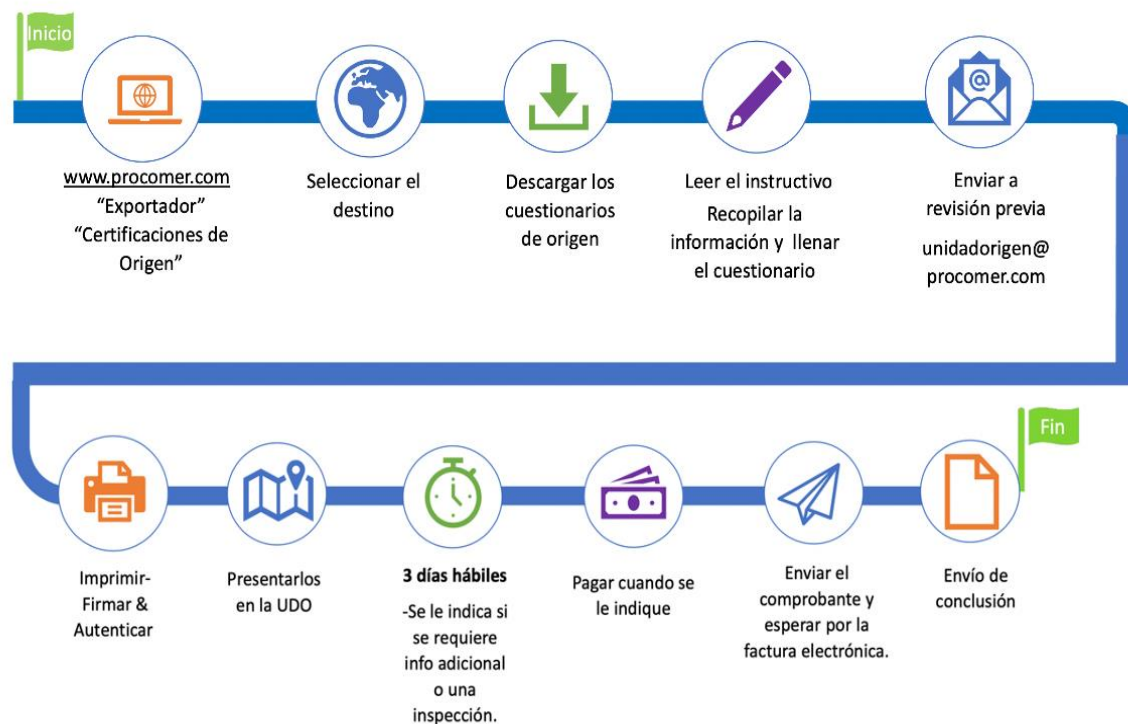 Inicio
www.procomer.com
“Exportador”
“Certificaciones de
Origen”
Seleccionar el
destino
Descargar los
cuestionarios
de origen
Leer el instructivo
Recopilar la
información y llenar
el cuestionario
@
Enviar a
revisión previa
unidadorigen@
procomer.com
Imprimir-
Firmar &
Autenticar
Presentarlos
en la UDO
3 días hábiles
-Se le indica si
se requiere
info adicional
o una
inspección.
Pagar cuando se
le indique
Enviar el
comprobante y
esperar por la
factura electrónica.
Fin
Envío de
conclusión